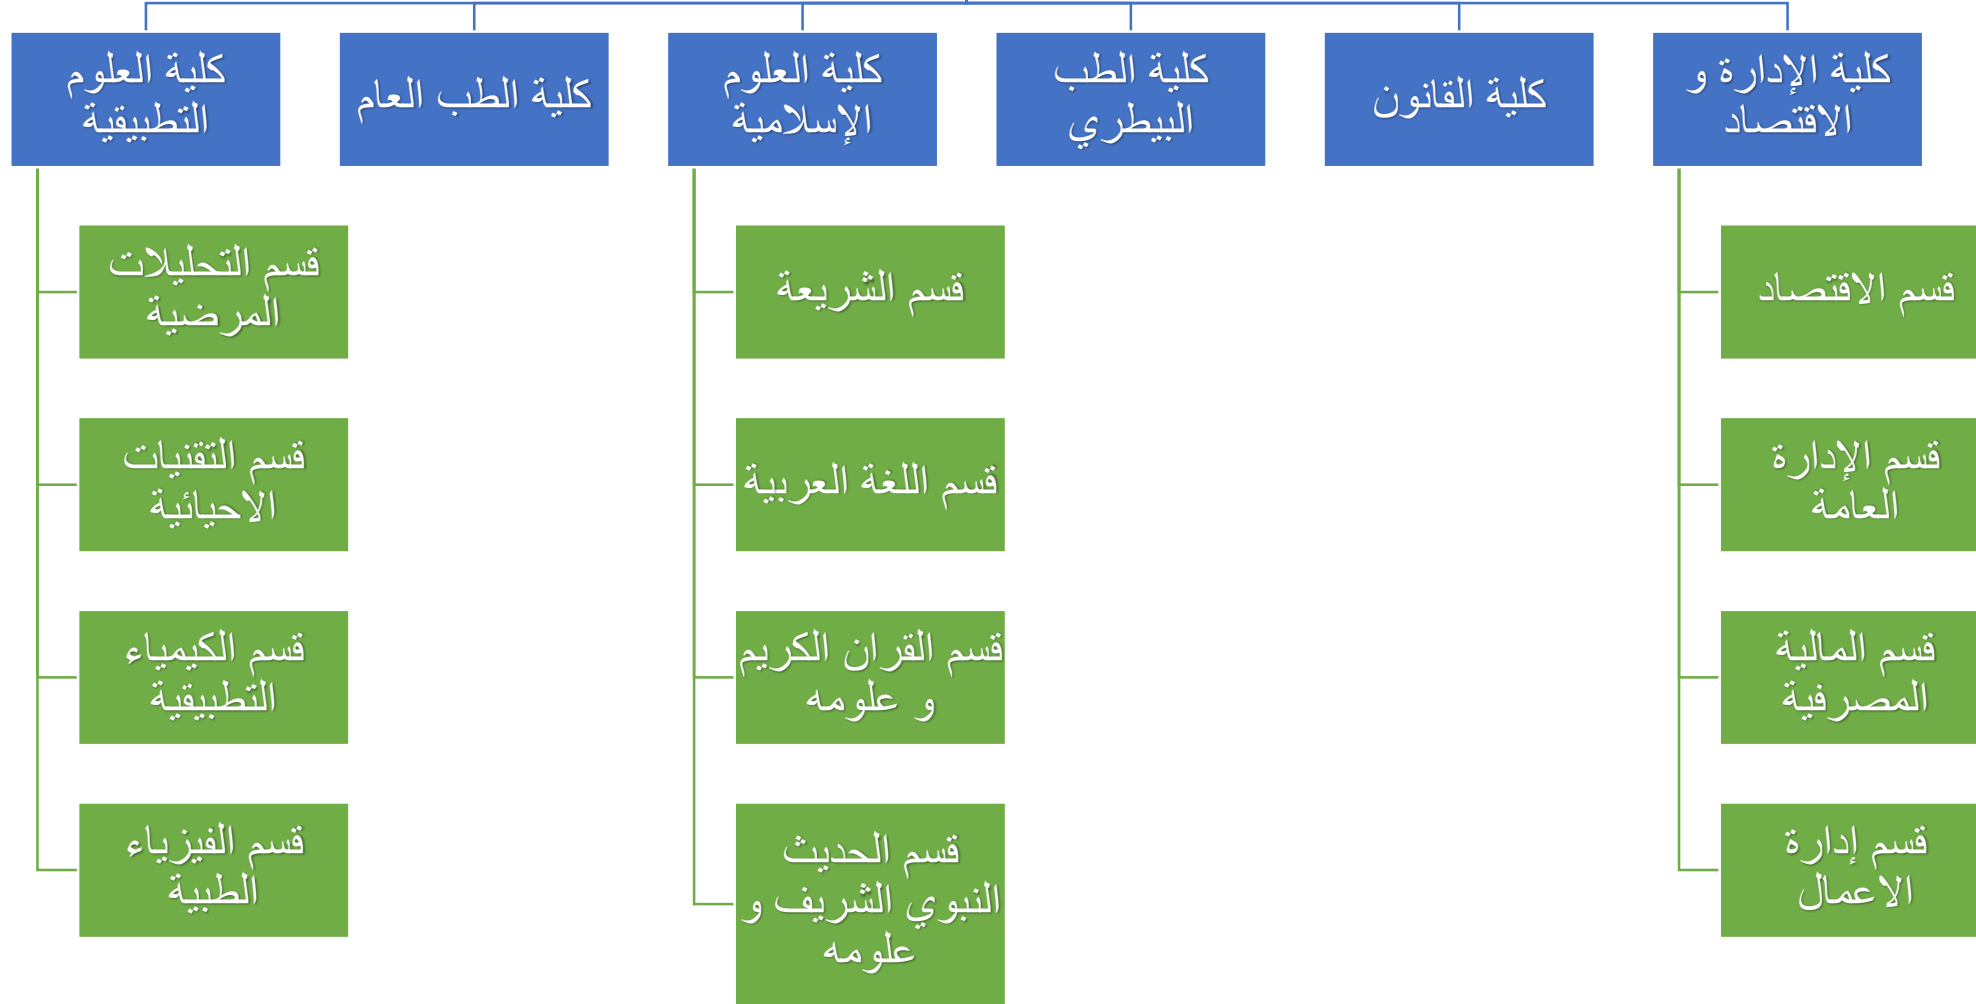 كلية الإدارة و
الاقتصاد
كلية القانون
كلية الطب
البيطري
كلية العلوم
الإسلامية
كلية الطب العام
كلية العلوم
التطبيقية
قسم الاقتصاد
قسم الإدارة
العامة
قسم المالية
المصرفية
قسم إدارة
الاعمال
قسم الشريعة
قسم اللغة العربية
قسم القران الكريم
و علومه
قسم الحديث
النبوي الشريف و
علومه
قسم التحليلات
المرضية
قسم التقنيات
الاحيائية
قسم الكيمياء
التطبيقية
قسم الفيزياء
الطبية